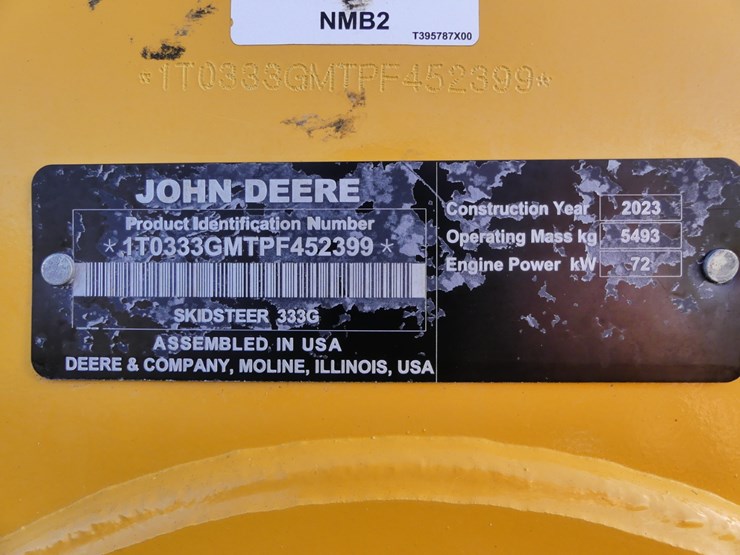 NMB2
T395787X00
*1T0333GMTPF452399*
JOHN DEERE
Product Identification Number
*1T0333GMTPF452399*
SKIDSTEER 333G
ASSEMBLED IN USA
DEERE & COMPANY, MOLINE, ILLINOIS, USA
Construction Year 2023
Operating Mass kg 5493
Engine Power kW 72